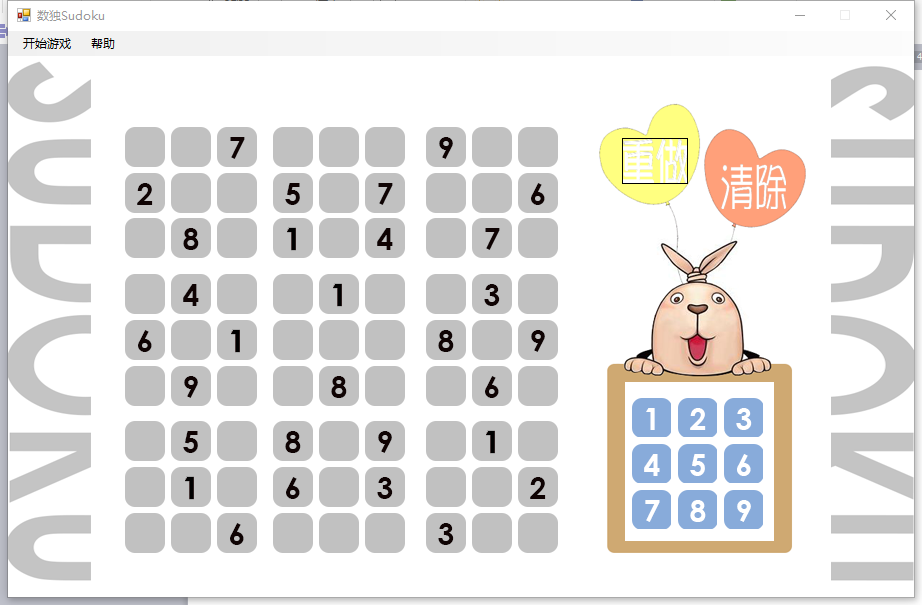 数独Sudoku
开始游戏 帮助
SUDOKU
7 9
2 5 7 6
8 1 4 7
4 1 3
6 1 8 9
9 8 6
5 8 9 1
1 6 3 2
6 3
重做
清除
1 2 3
4 5 6
7 8 9
SUDOKU